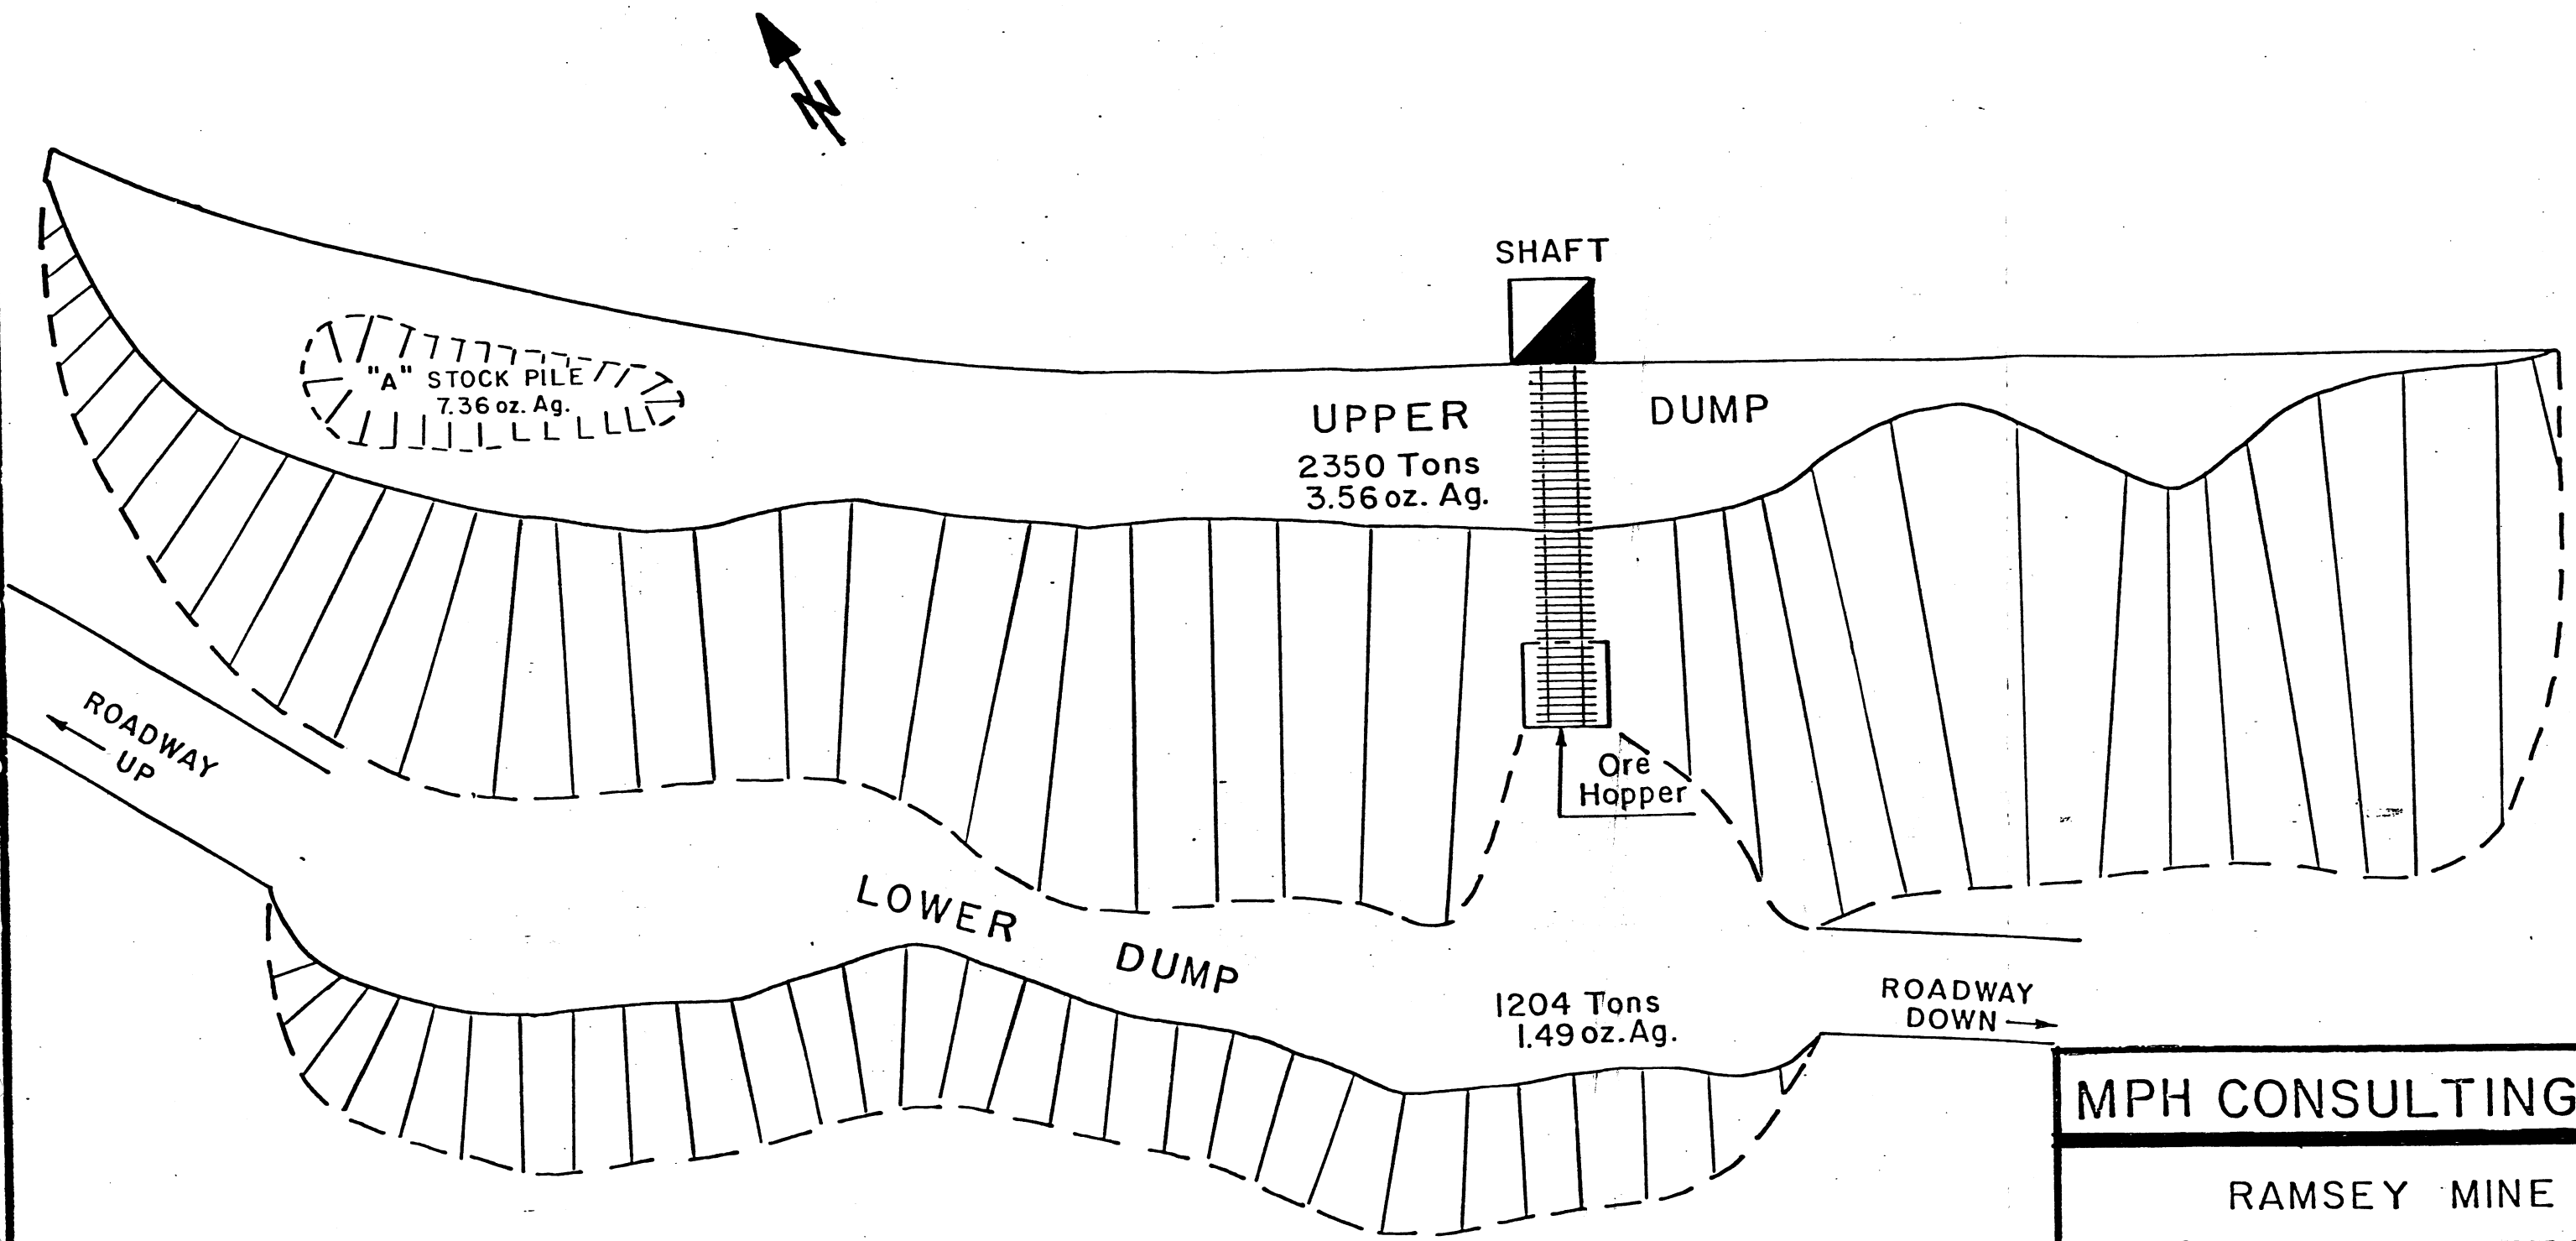 N
SHAFT
"A" STOCK PILE
7.36 oz. Ag.
UPPER DUMP
2350 Tons
3.56 oz. Ag.
ROADWAY
UP
Ore
Hopper
LOWER DUMP
1204 Tons
1.49 oz. Ag.
ROADWAY
DOWN
MPH CONSULTING
RAMSEY MINE